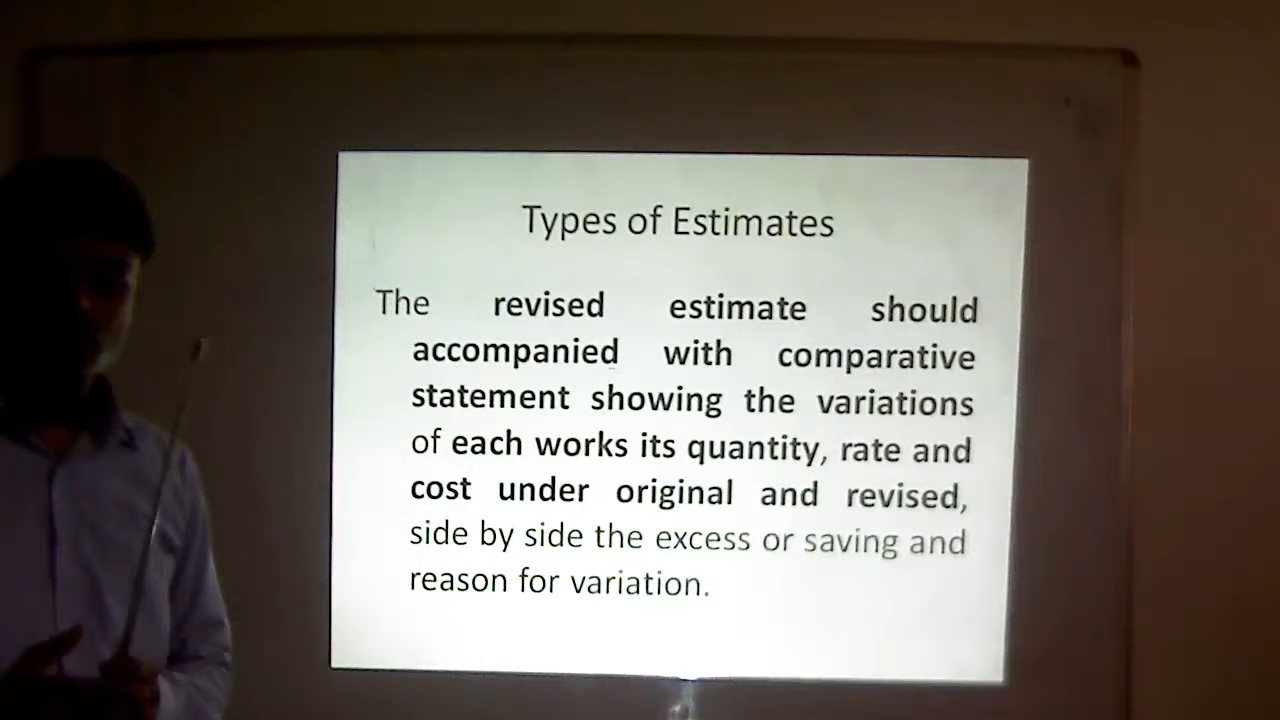 Types of Estimates
The revised estimate should
accompanied with comparative
statement showing the variations
of each works its quantity, rate and
cost under original and revised,
side by side the excess or saving and
reason for variation.